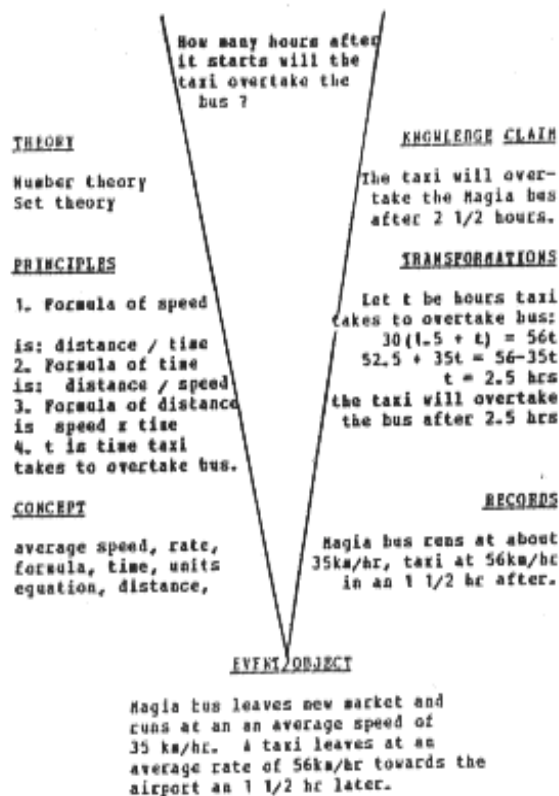 How many hours after
it starts will the
taxi overtake the
bus ?
THEORY
Number theory
Set theory
PRINCIPLES
1. Formula of speed
is: distance / time
2. Formula of time
is: distance / speed
3. Formula of distance
is speed x time
4. t is time taxi
takes to overtake bus.
CONCEPT
average speed, rate,
formula, time, units
equation, distance,
KNOWLEDGE CLAIM
The taxi will over-
take the Magia bus
after 2 1/2 hours.
TRANSFORMATIONS
Let t be hours taxi
takes to overtake bus:
30(1.5 + t) = 56t
52.5 + 35t = 56-35t
t = 2.5 hrs
the taxi will overtake
the bus after 2.5 hrs
RECORDS
Magia bus runs at about
35km/hr, taxi at 56km/hr
in an 1 1/2 hr after.
EVENT/OBJECT
Magia bus leaves new market and
runs at an an average speed of
35 km/hr. A taxi leaves at an
average rate of 56km/hr towards the
airport an 1 1/2 hr later.